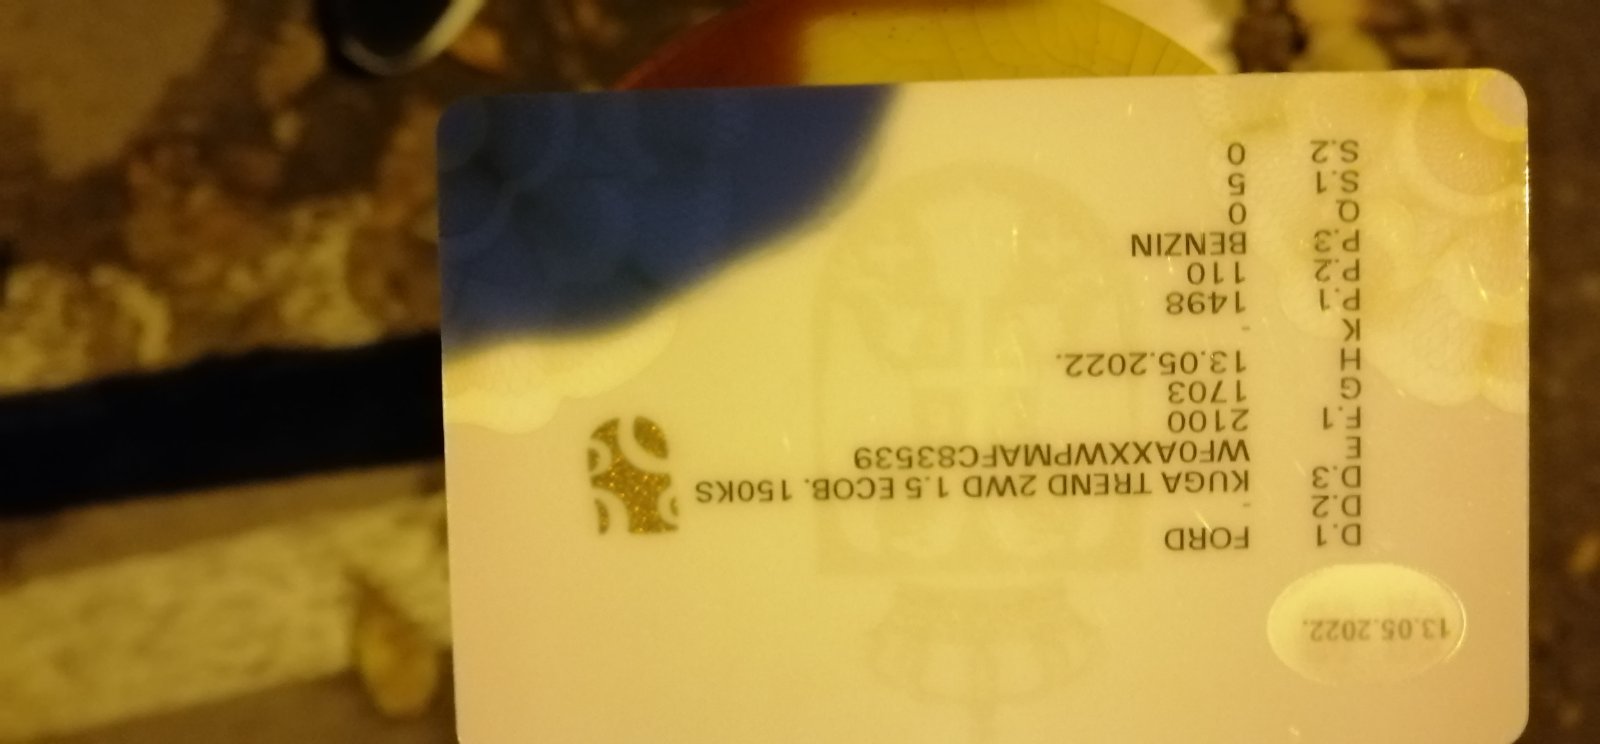 13.05.2022.
D.1 FORD
D.2 -
D.3 KUGA TREND 2WD 1.5 ECOB. 150KS
E WF0AXXWPMAFC83539
F.1 2100
G 1703
H 13.05.2022.
K -
P.1 1498
P.2 110
P.3 BENZIN
Q 0
S.1 5
S.2 0